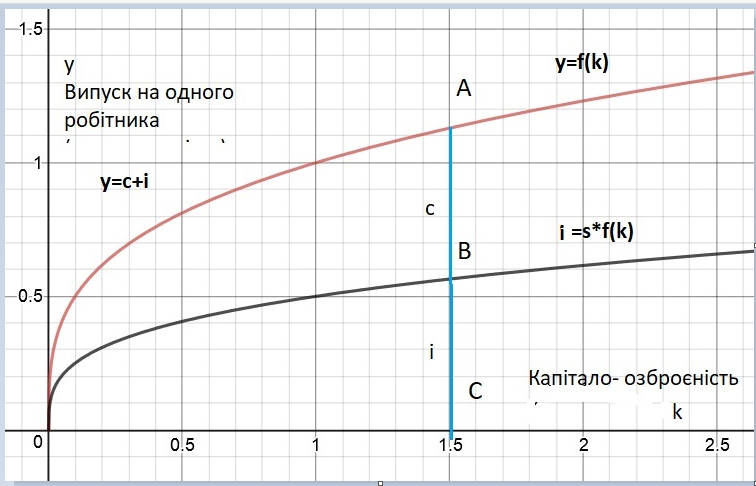 1.5
y
Випуск на одного
робітника
y=f(k)
A
1
y=c+i
c
B
i =s*f(k)
0.5
i
C
Капітало- озброєність
k
0
0.5
1
1.5
2
2.5